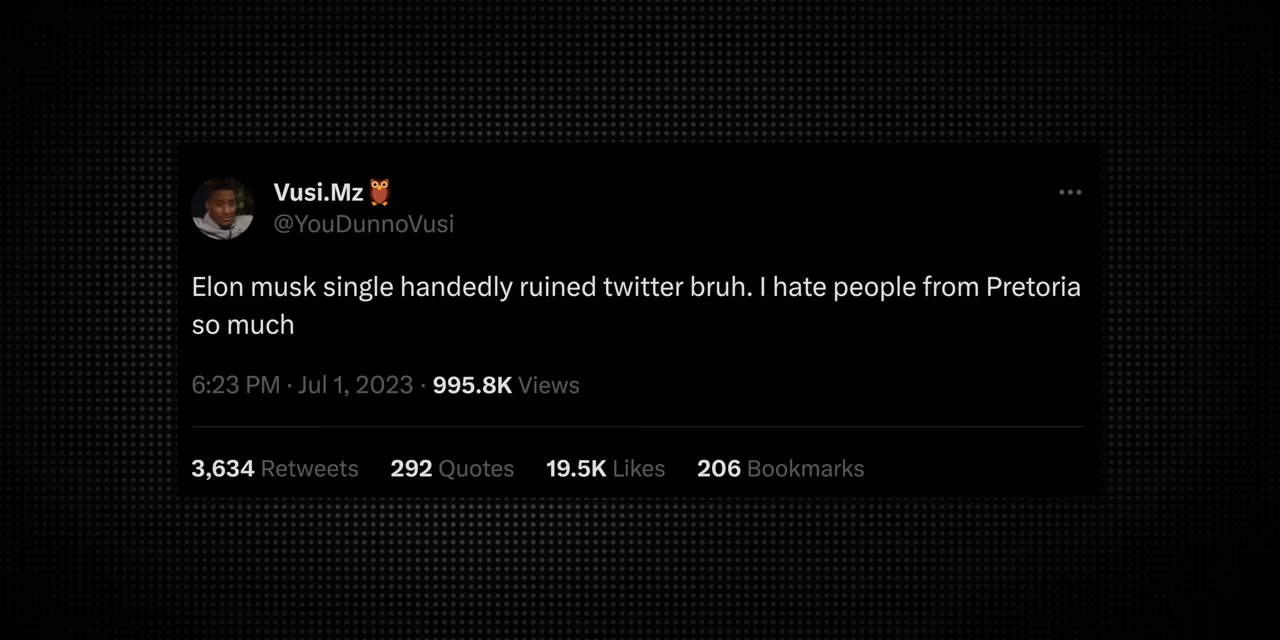 Vusi.Mz🦉
@YouDunnoVusi
Elon musk single handedly ruined twitter bruh. I hate people from Pretoria
so much
6:23 PM · Jul 1, 2023 · 995.8K Views
3,634 Retweets 292 Quotes 19.5K Likes 206 Bookmarks